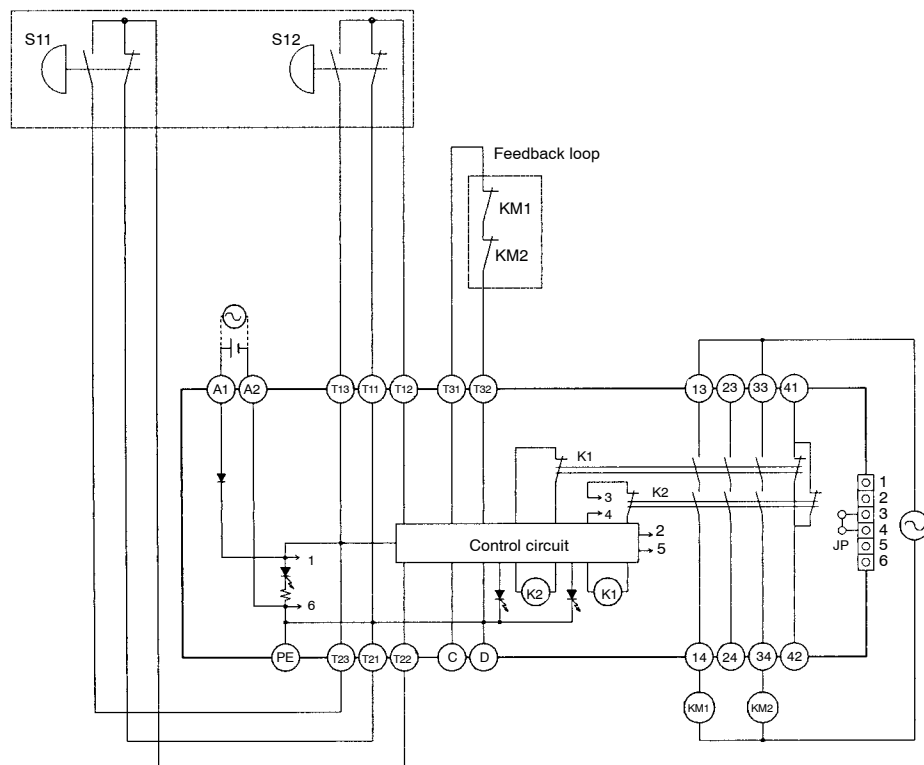 S11
S12
Feedback loop
KM1
KM2
A1 A2 T13 T11 T12 T31 T32 13 23 33 41
K1
K2
3
4
1
2
3
4
5
6
JP
Control circuit
2
5
1
6
K2
K1
PE T23 T21 T22 C D 14 24 34 42
KM1 KM2